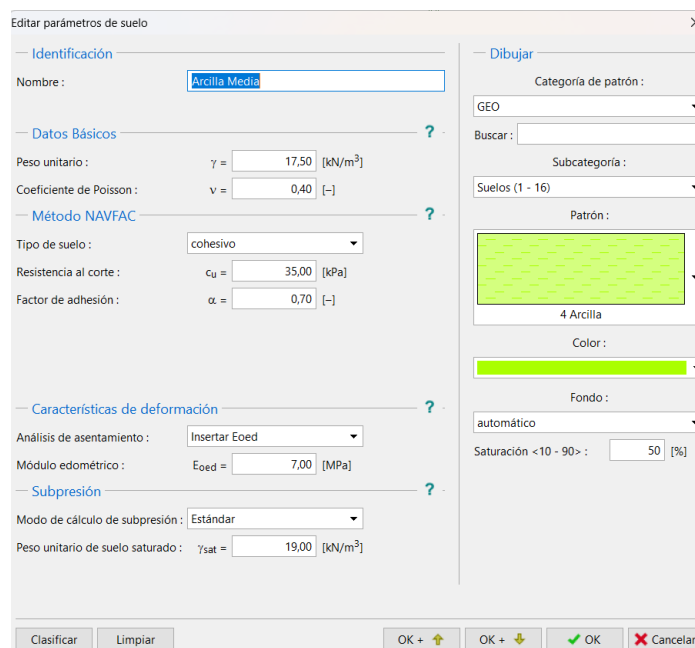 Editar parámetros de suelo
Identificación
Nombre :
Arcilla Media
Datos Básicos
?
Peso unitario :
γ =
17,50
[kN/m³]
Coeficiente de Poisson :
ν =
0,40
[–]
Método NAVFAC
?
Tipo de suelo :
cohesivo
Resistencia al corte :
cu =
35,00
[kPa]
Factor de adhesión :
α =
0,70
[–]
Características de deformación
?
Análisis de asentamiento :
Insertar Eoed
Módulo edométrico :
Eoed =
7,00
[MPa]
Subpresión
?
Modo de cálculo de subpresión :
Estándar
Peso unitario de suelo saturado :
γsat =
19,00
[kN/m³]
Dibujar
Categoría de patrón :
GEO
Buscar :
Subcategoría :
Suelos (1 - 16)
Patrón :
4 Arcilla
Color :
Fondo :
automático
Saturación <10 - 90> :
50
[%]
Clasificar
Limpiar
OK +
OK +
OK
Cancelar